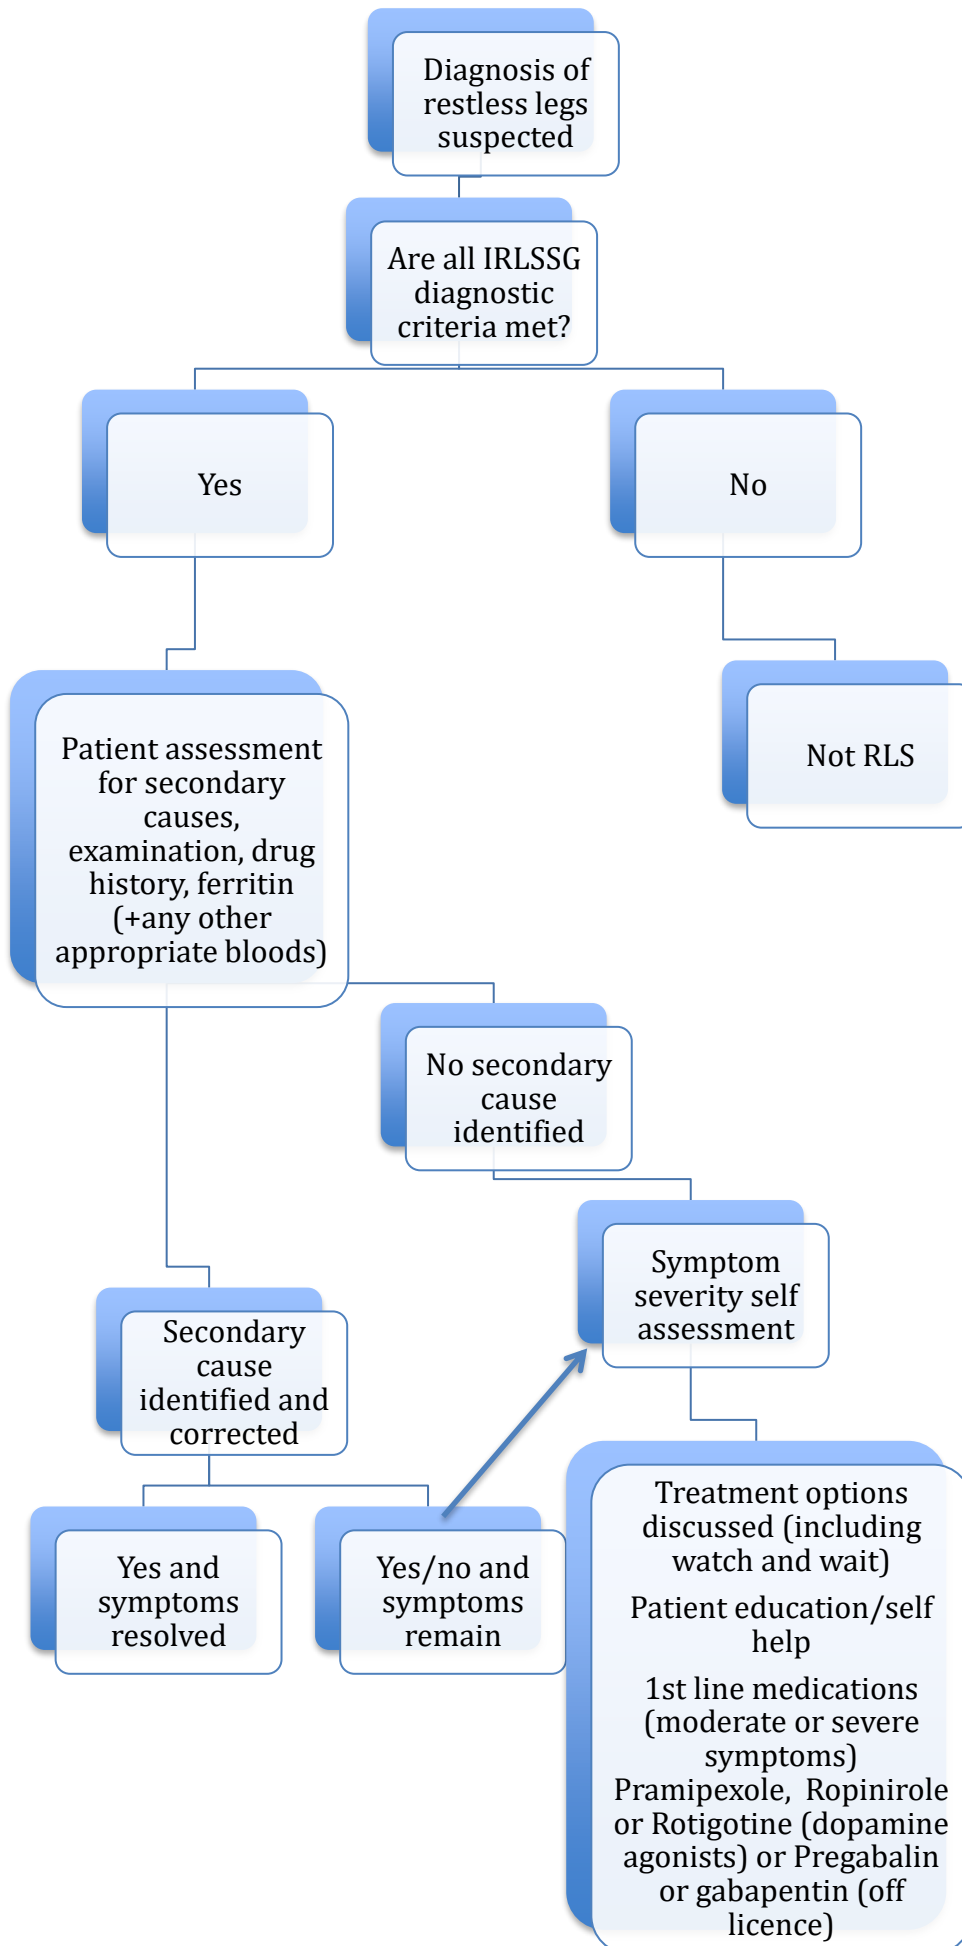 Diagnosis of
restless legs
suspected
Are all IRLSSG
diagnostic
criteria met?
Yes
No
Not RLS
Patient assessment
for secondary
causes,
examination, drug
history, ferritin
(+any other
appropriate bloods)
No secondary
cause
identified
Symptom
severity self
assessment
Secondary
cause
identified and
corrected
Yes and
symptoms
resolved
Yes/no and
symptoms
remain
Treatment options
discussed (including
watch and wait)
Patient education/self
help
1st line medications
(moderate or severe
symptoms)
Pramipexole, Ropinirole
or Rotigotine (dopamine
agonists) or Pregabalin
or gabapentin (off
licence)